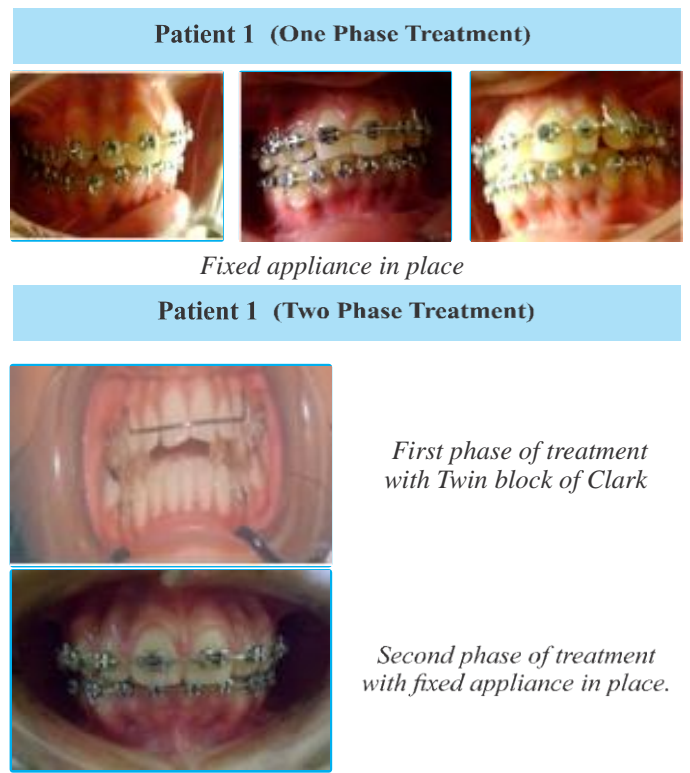 Patient 1 (One Phase Treatment)
Fixed appliance in place
Patient 1 (Two Phase Treatment)
First phase of treatment
with Twin block of Clark
Second phase of treatment
with fixed appliance in place.